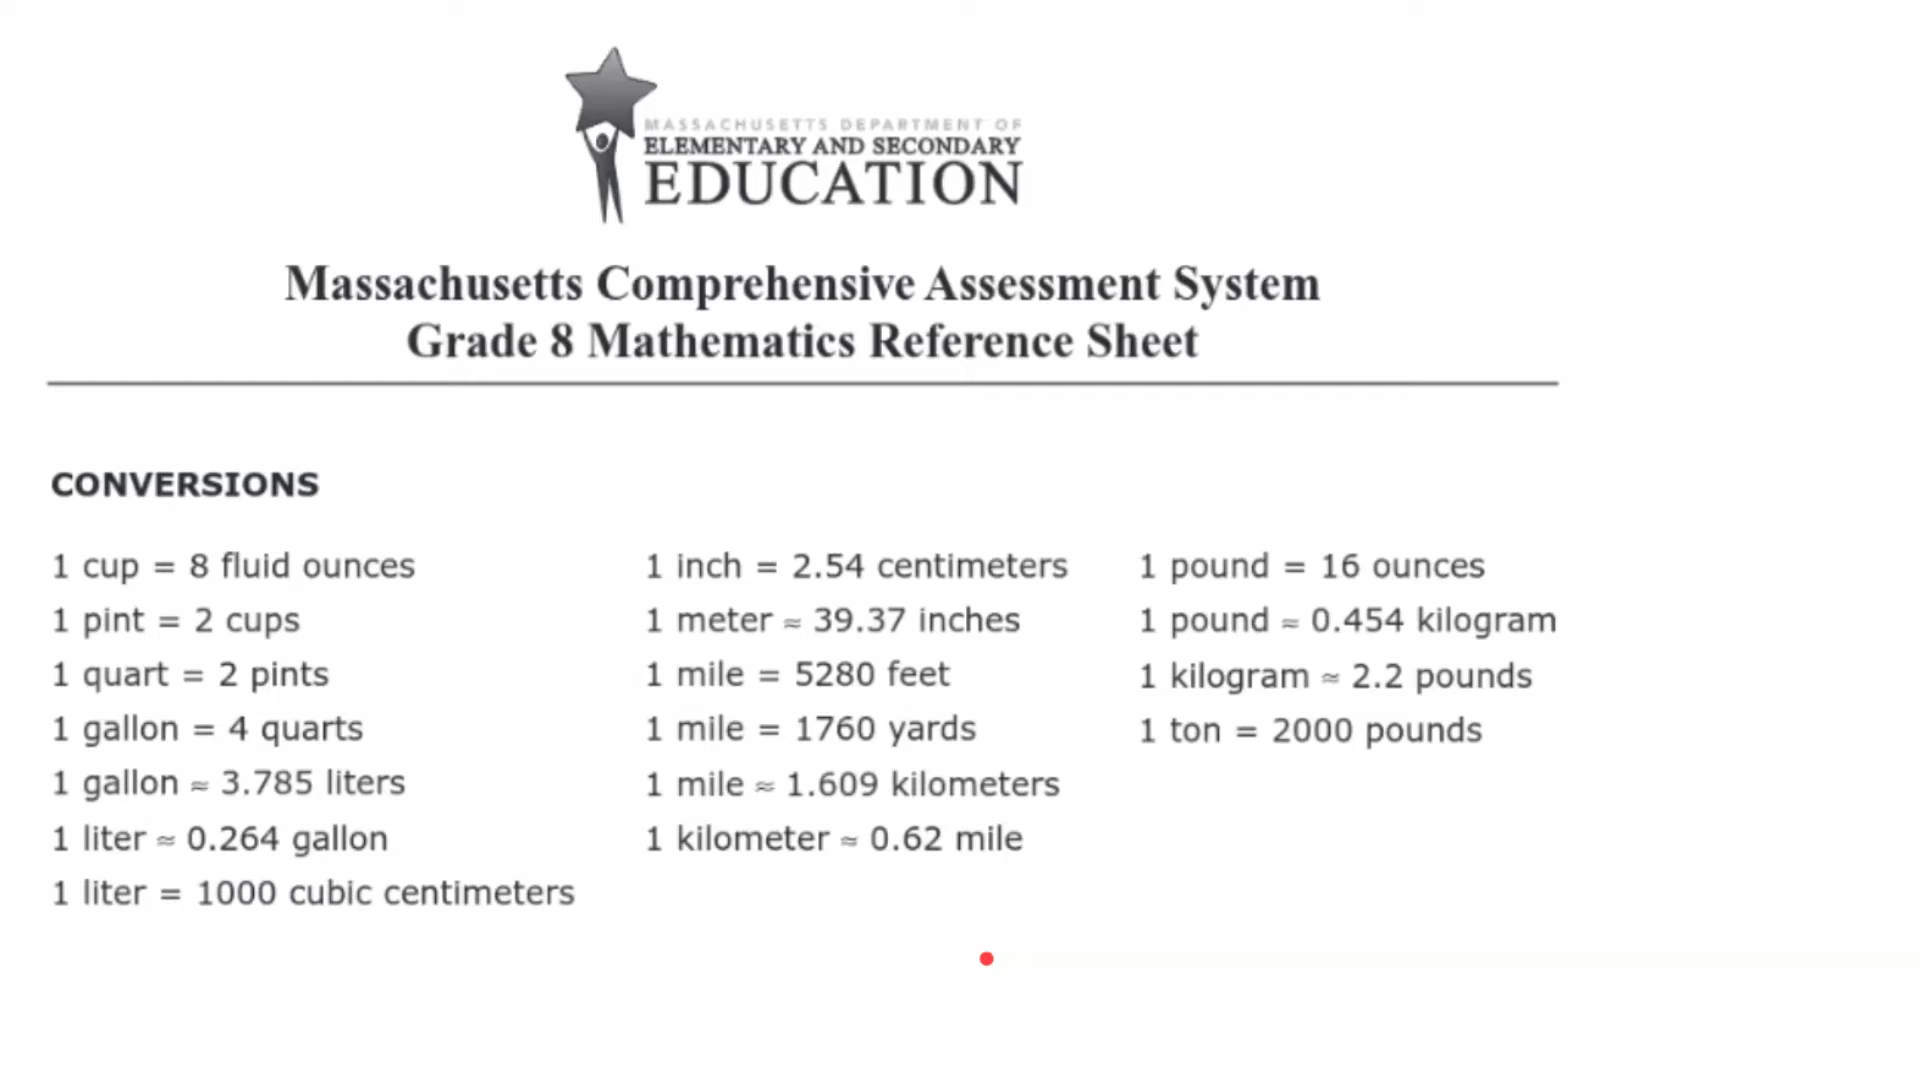 MASSACHUSETTS DEPARTMENT OF
ELEMENTARY AND SECONDARY
EDUCATION
Massachusetts Comprehensive Assessment System
Grade 8 Mathematics Reference Sheet
CONVERSIONS
1 cup = 8 fluid ounces
1 pint = 2 cups
1 quart = 2 pints
1 gallon = 4 quarts
1 gallon ≈ 3.785 liters
1 liter ≈ 0.264 gallon
1 liter = 1000 cubic centimeters
1 inch = 2.54 centimeters
1 meter ≈ 39.37 inches
1 mile = 5280 feet
1 mile = 1760 yards
1 mile ≈ 1.609 kilometers
1 kilometer ≈ 0.62 mile
1 pound = 16 ounces
1 pound ≈ 0.454 kilogram
1 kilogram ≈ 2.2 pounds
1 ton = 2000 pounds